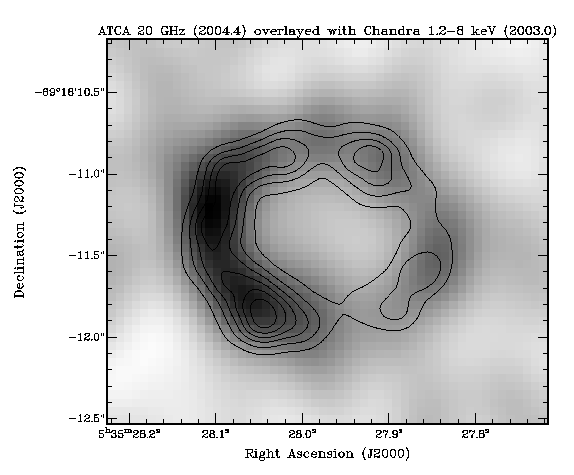 ATCA 20 GHz (2004.4) overlayed with Chandra 1.2-8 keV (2003.0)
-69°16'10.5"
-11.0"
Declination (J2000)
-11.5"
-12.0"
-12.5"
5ʰ35ᵐ28.2ˢ 28.1ˢ 28.0ˢ 27.9ˢ 27.8ˢ
Right Ascension (J2000)